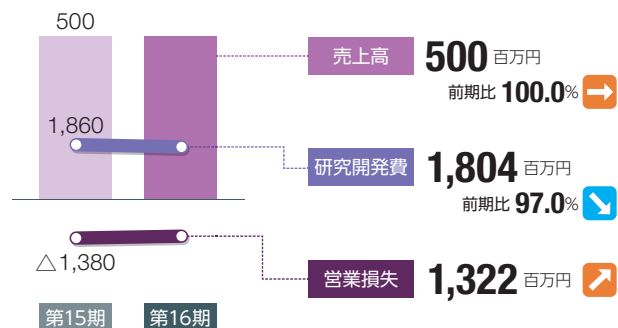 500
売上高 500 百万円
前期比 100.0%
1,860
研究開発費 1,804 百万円
前期比 97.0%
△1,380
営業損失 1,322 百万円
第15期 第16期